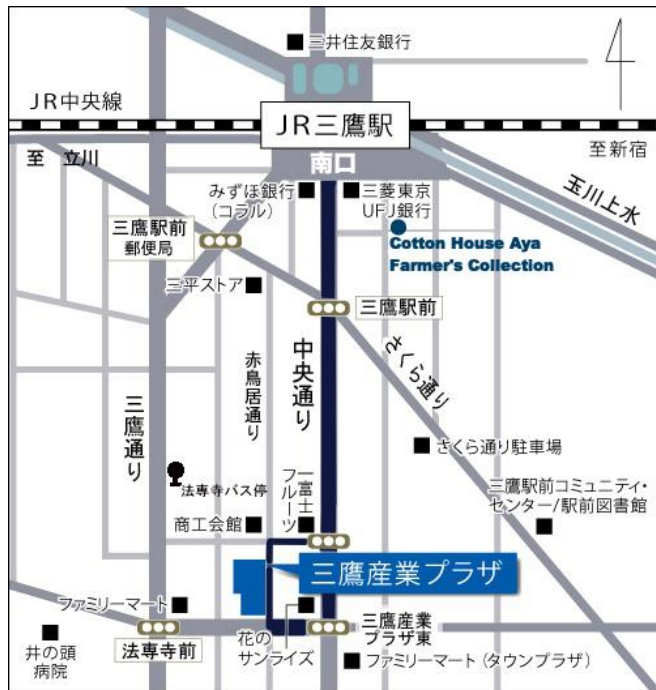 三井住友銀行
JR中央線
JR三鷹駅
至 立川
南口
至新宿
みずほ銀行
(コラル)
三菱東京
UFJ銀行
玉川上水
三鷹駅前
郵便局
Cotton House Aya
Farmer's Collection
三平ストア
三鷹駅前
中央通り
さくら通り
赤鳥居通り
三鷹通り
さくら通り駐車場
法専寺バス停
一富士
フルーツ
三鷹駅前コミュニティ・
センター/駅前図書館
商工会館
三鷹産業プラザ
ファミリーマート
花の
サンライズ
三鷹産業
プラザ東
井の頭
病院
法専寺前
ファミリーマート(タウンプラザ)